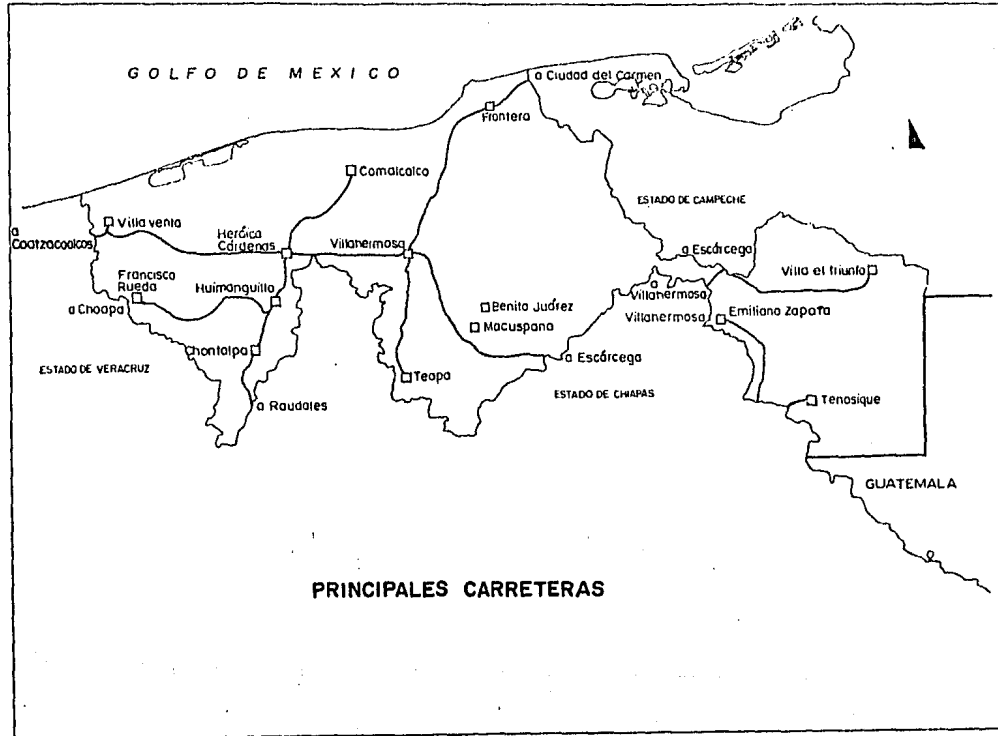 GOLFO DE MEXICO
a Ciudad del Carmen
Frontera
Comalcalco
ESTADO DE CAMPECHE
Villa venta
a
Coatzacoalcos
Heróica
Cárdenas
Villahermosa
a Escárcega
Villa el triunfo
Francisco
Rueda
Huimanguillo
a Choapa
a
Villahermosa
Villahermosa
Emiliano Zapata
Benito Juárez
Macuspana
Chontalpa
a Escárcega
ESTADO DE VERACRUZ
Teapa
ESTADO DE CHIAPAS
a Raudales
Tenosique
GUATEMALA
PRINCIPALES CARRETERAS